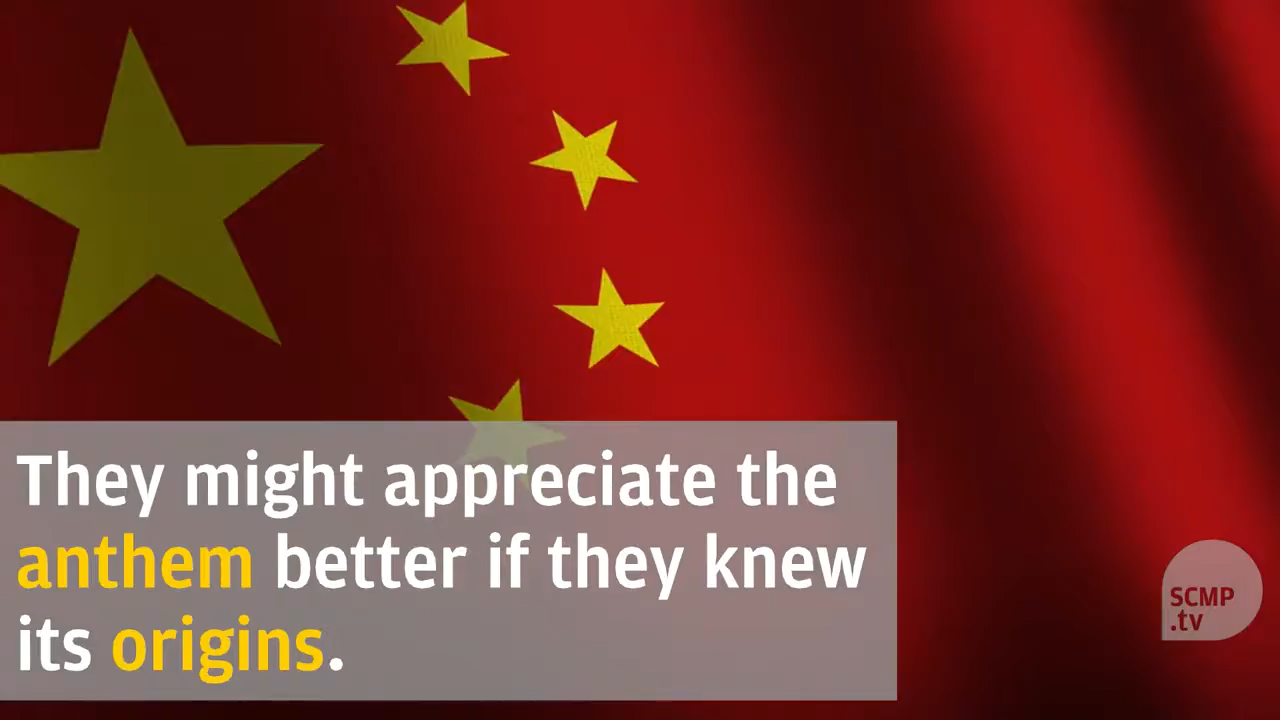 They might appreciate the
anthem better if they knew
its origins.
SCMP
.tv